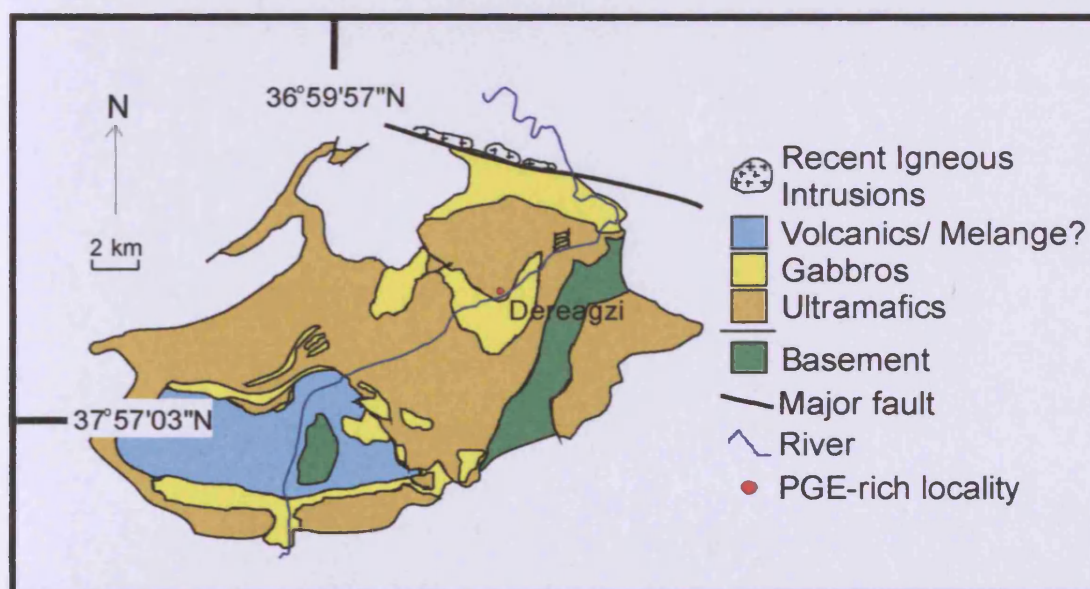 36°59'57"N
N
2 km
Dereagzi
37°57'03"N
Recent Igneous
Intrusions
Volcanics/ Melange?
Gabbros
Ultramafics
Basement
Major fault
River
PGE-rich locality